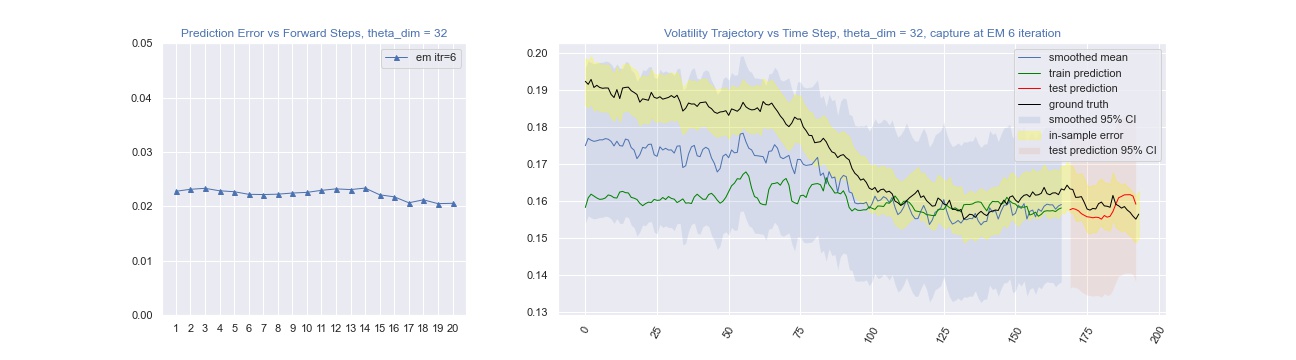 Prediction Error vs Forward Steps, theta_dim = 32
0.05
0.04
0.03
0.02
0.01
0.00
em itr=6
1 2 3 4 5 6 7 8 9 10 11 12 13 14 15 16 17 18 19 20
Volatility Trajectory vs Time Step, theta_dim = 32, capture at EM 6 iteration
0.20
0.19
0.18
0.17
0.16
0.15
0.14
0.13
smoothed mean
train prediction
test prediction
ground truth
smoothed 95% CI
in-sample error
test prediction 95% CI
0 25 50 75 100 125 150 175 200